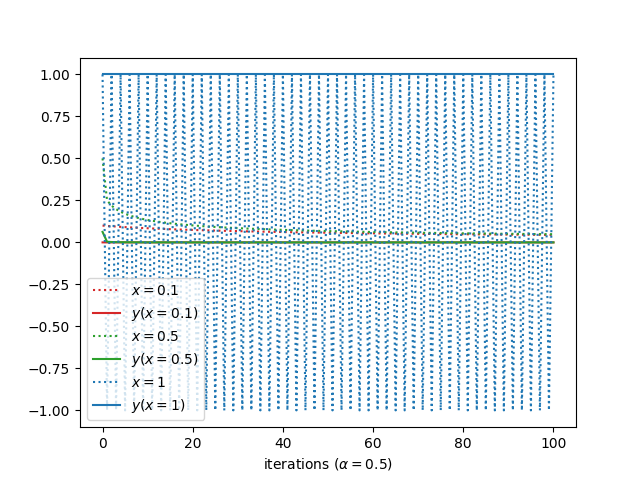 1.00
0.75
0.50
0.25
0.00
−0.25
−0.50
−0.75
−1.00
x = 0.1
y(x = 0.1)
x = 0.5
y(x = 0.5)
x = 1
y(x = 1)
0 20 40 60 80 100
iterations (α = 0.5)